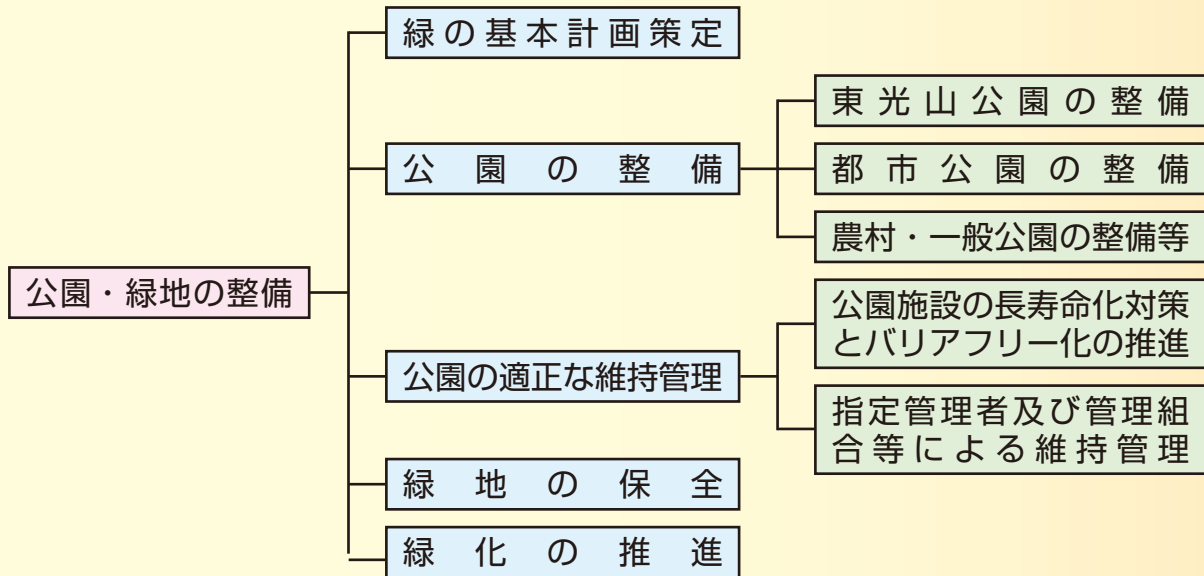 緑の基本計画策定
東光山公園の整備
公園の整備
都市公園の整備
農村・一般公園の整備等
公園・緑地の整備
公園施設の長寿命化対策
とバリアフリー化の推進
公園の適正な維持管理
指定管理者及び管理組
合等による維持管理
緑地の保全
緑化の推進